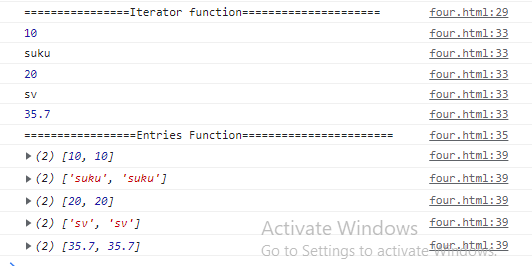 ================Iterator function===================== four.html:29
10 four.html:33
suku four.html:33
20 four.html:33
sv four.html:33
35.7 four.html:33
=================Entries Function======================= four.html:35
▶ (2) [10, 10] four.html:39
▶ (2) ['suku', 'suku'] four.html:39
▶ (2) [20, 20] four.html:39
▶ (2) ['sv', 'sv'] four.html:39
▶ (2) [35.7, 35.7] four.html:39
Activate Windows
Go to Settings to activate Windows.